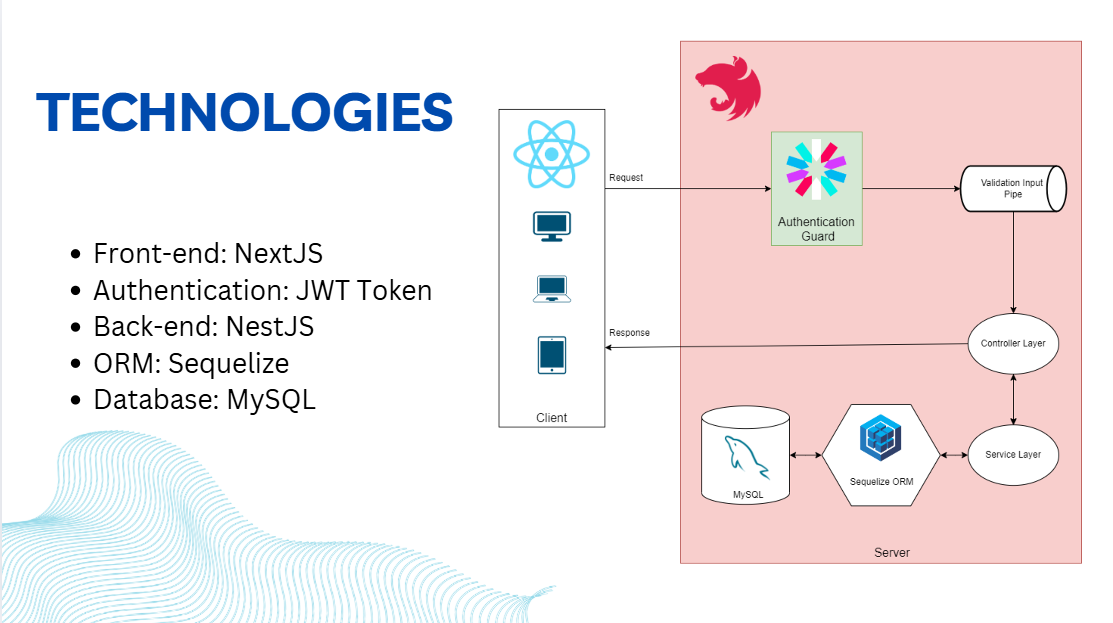 TECHNOLOGIES
Front-end: NextJS
Authentication: JWT Token
Back-end: NestJS
ORM: Sequelize
Database: MySQL
Client
Request
Response
Authentication
Guard
Validation Input
Pipe
Controller Layer
Service Layer
Sequelize ORM
MySQL
Server